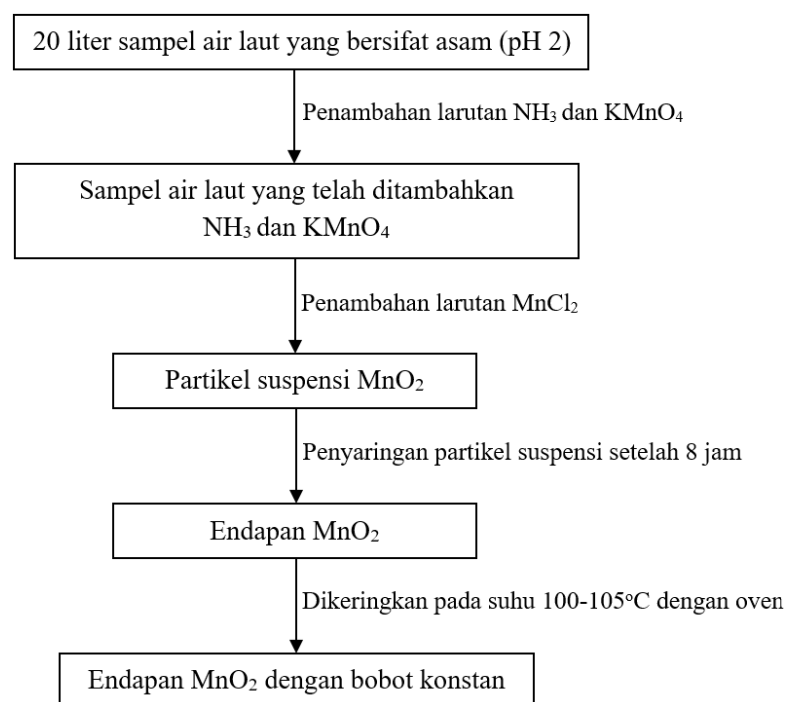 20 liter sampel air laut yang bersifat asam (pH 2)
Penambahan larutan NH₃ dan KMnO₄
Sampel air laut yang telah ditambahkan
NH₃ dan KMnO₄
Penambahan larutan MnCl₂
Partikel suspensi MnO₂
Penyaringan partikel suspensi setelah 8 jam
Endapan MnO₂
Dikeringkan pada suhu 100-105°C dengan oven
Endapan MnO₂ dengan bobot konstan